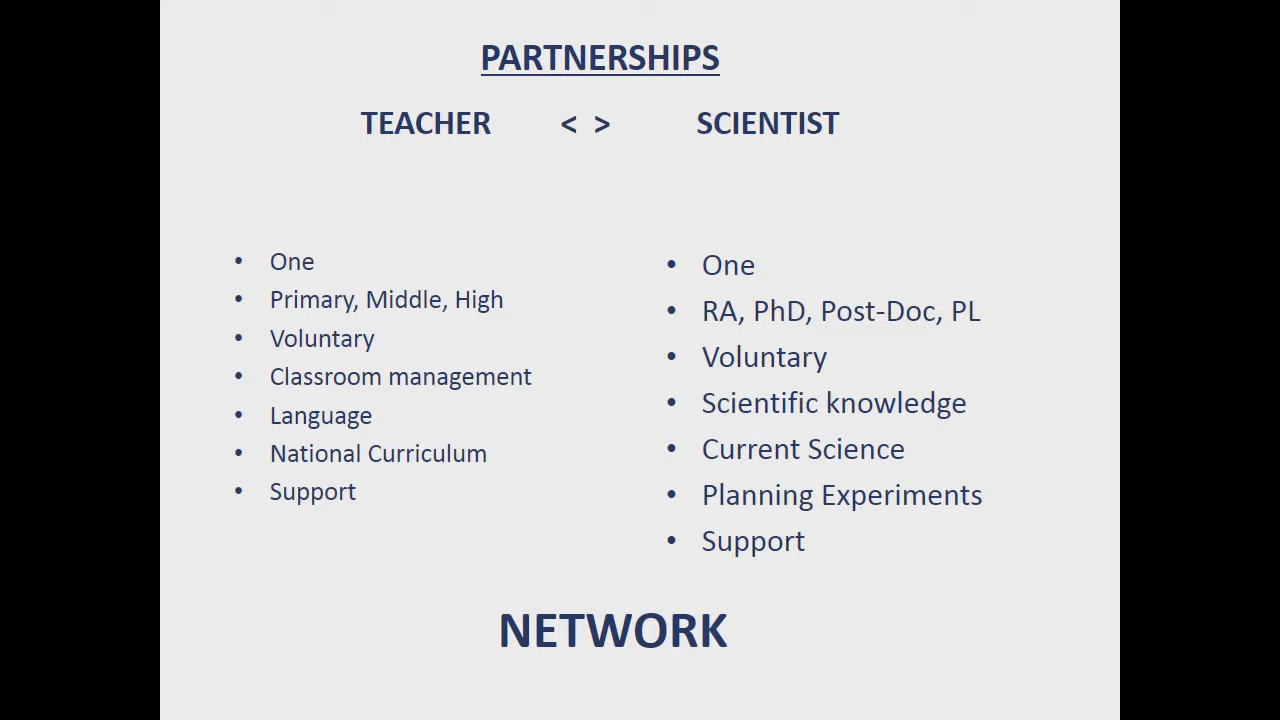 PARTNERSHIPS
TEACHER < > SCIENTIST
• One
• Primary, Middle, High
• Voluntary
• Classroom management
• Language
• National Curriculum
• Support
• One
• RA, PhD, Post-Doc, PL
• Voluntary
• Scientific knowledge
• Current Science
• Planning Experiments
• Support
NETWORK